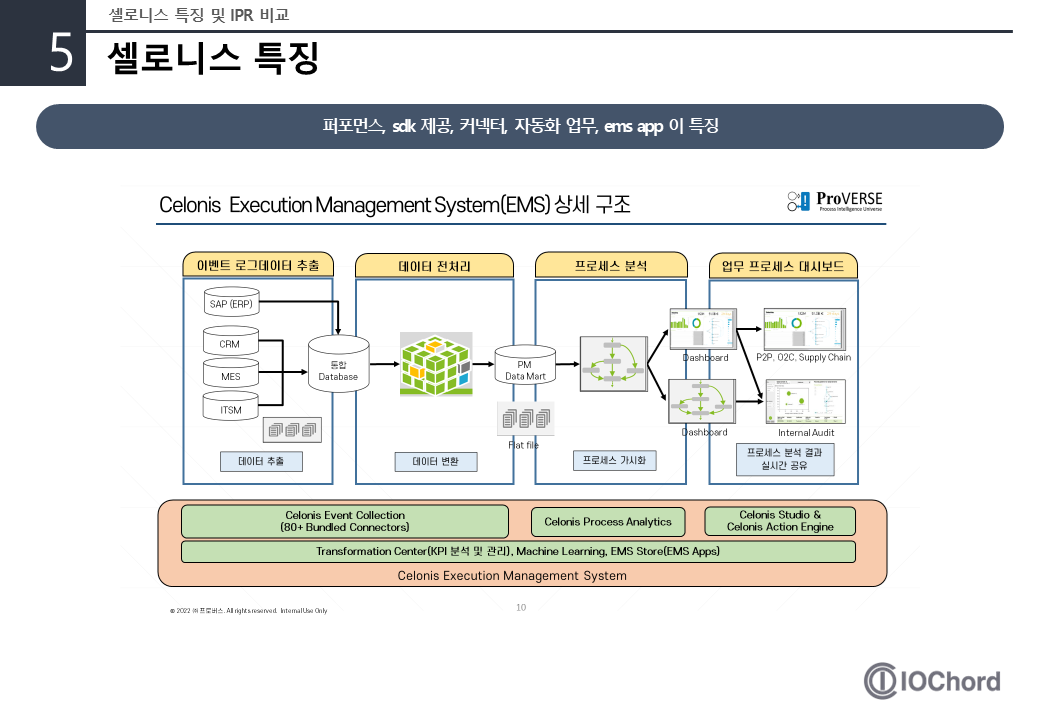 셀로니스 특징 및 IPR 비교
5
셀로니스 특징
퍼포먼스, sdk 제공, 커넥터, 자동화 업무, ems app 이 특징
Celonis Execution Management System(EMS) 상세 구조
ProVERSE
Process Intelligence Universe
이벤트 로그데이터 추출
데이터 전처리
프로세스 분석
업무 프로세스 대시보드
SAP (ERP)
CRM
MES
ITSM
통합
Database
PM
Data Mart
Flat file
Dashboard
Dashboard
P2P, O2C, Supply Chain
Internal Audit
데이터 추출
데이터 변환
프로세스 가시화
프로세스 분석 결과
실시간 공유
Celonis Event Collection
(80+ Bundled Connectors)
Celonis Process Analytics
Celonis Studio &
Celonis Action Engine
Transformation Center(KPI 분석 및 관리), Machine Learning, EMS Store(EMS Apps)
Celonis Execution Management System
© 2022 ㈜프로버스. All rights reserved. Internal Use Only
10
IOChord